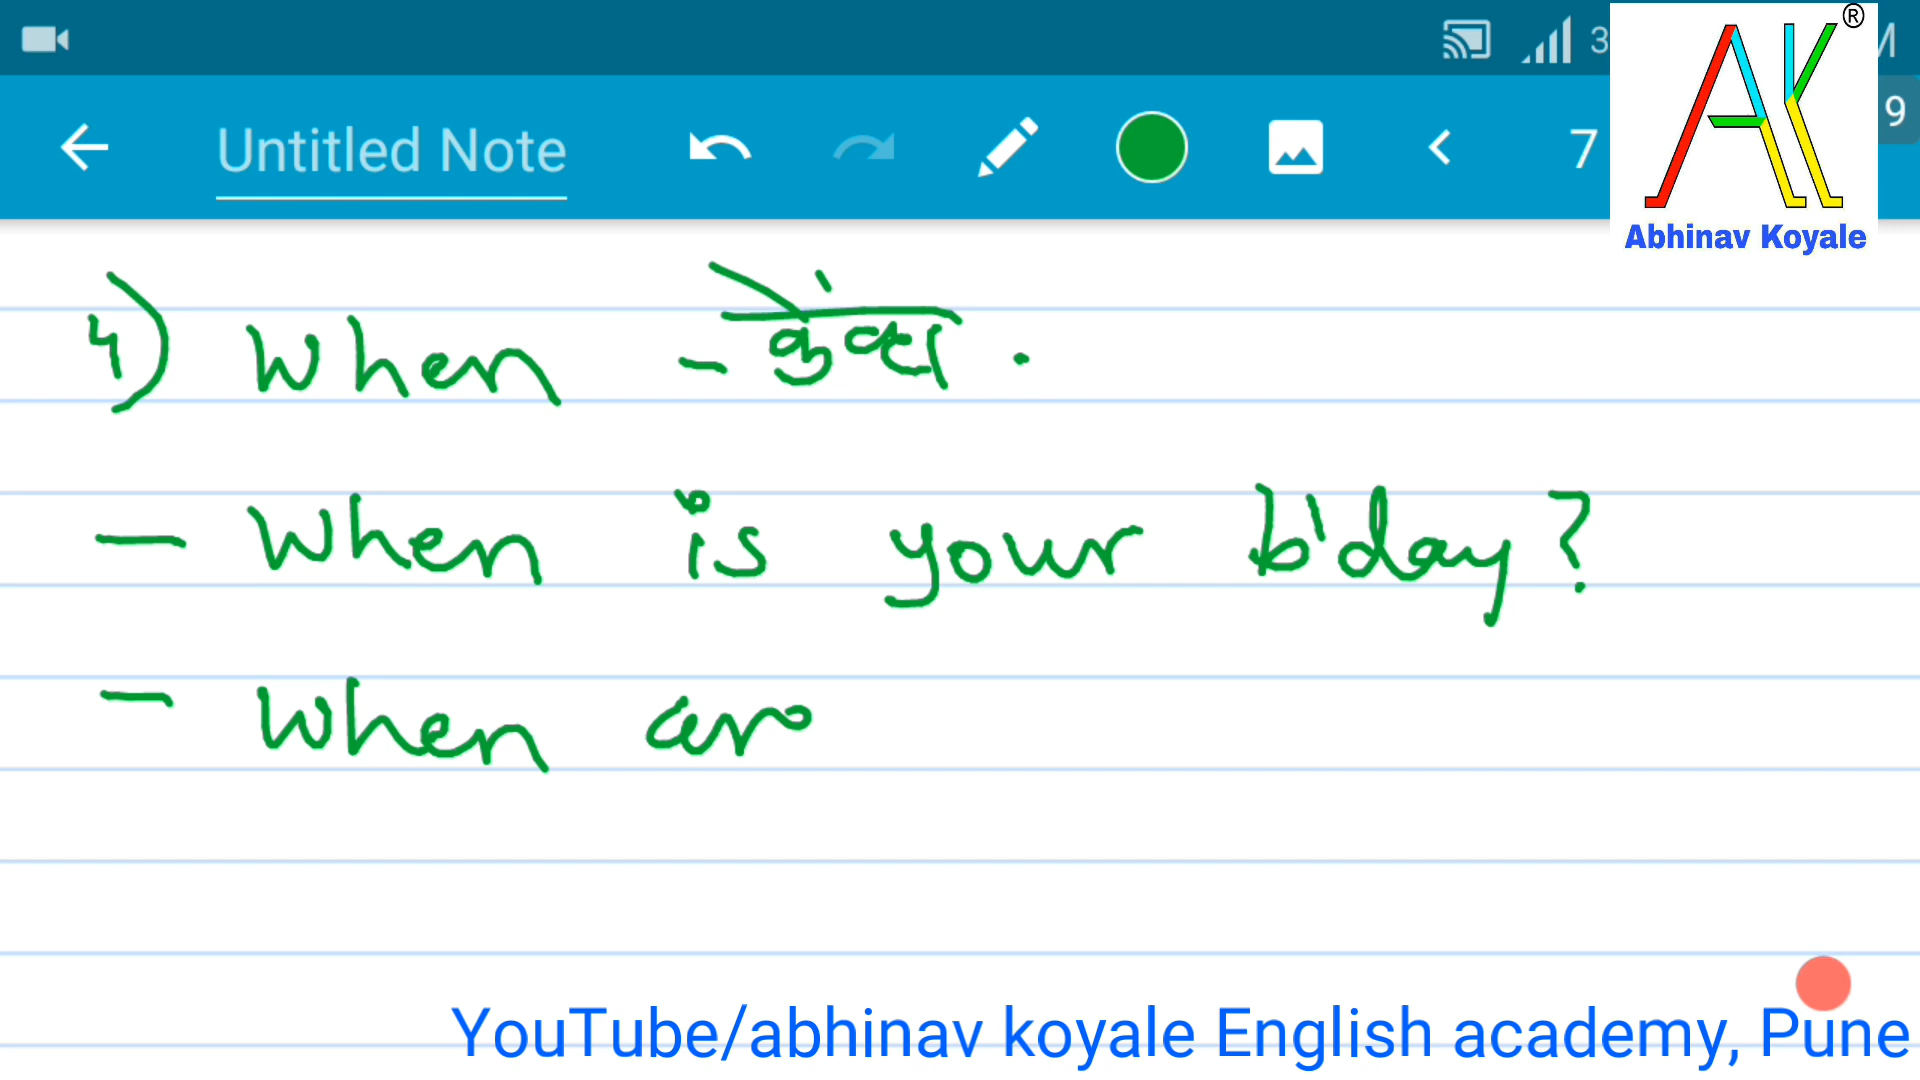 3
M
Untitled Note
7
9
®
Abhinav Koyale
4) When -
- When is your b'day?
- When are
YouTube/abhinav koyale English academy, Pune